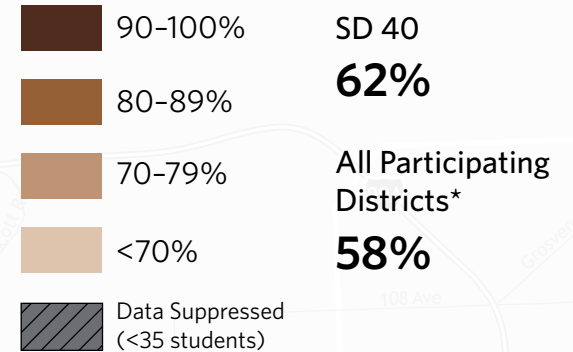 90–100%
80–89%
70–79%
<70%
Data Suppressed
(<35 students)
SD 40
62%
All Participating
Districts*
58%
108 Ave